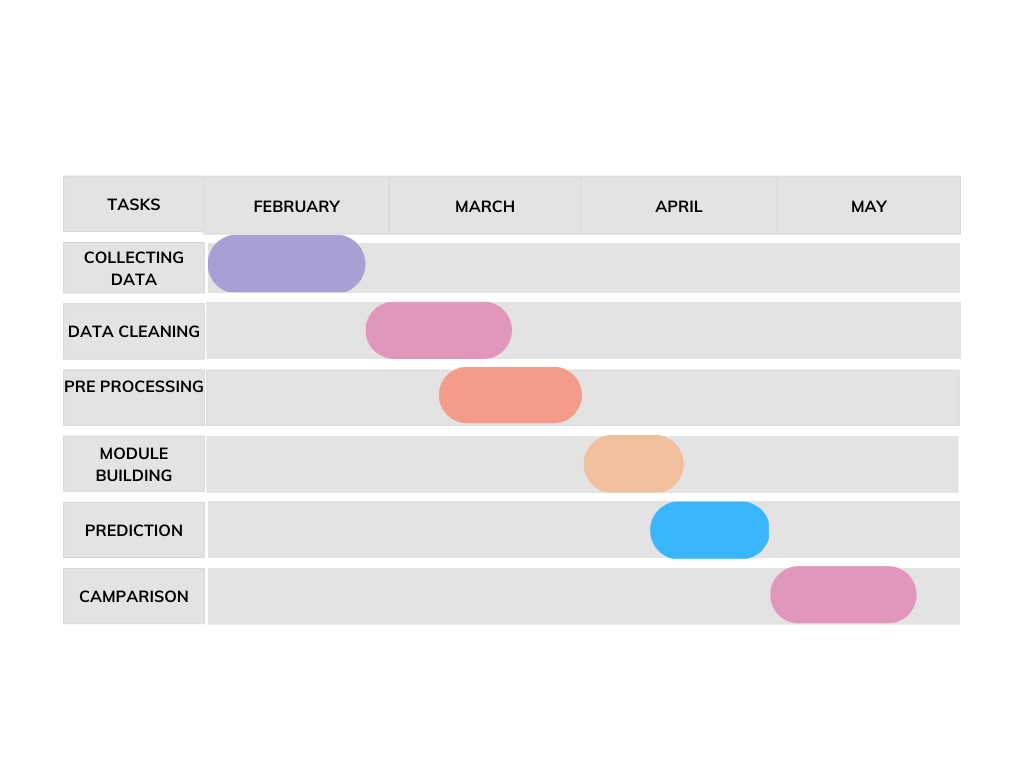 TASKS
FEBRUARY
MARCH
APRIL
MAY
COLLECTING
DATA
DATA CLEANING
PRE PROCESSING
MODULE
BUILDING
PREDICTION
CAMPARISON